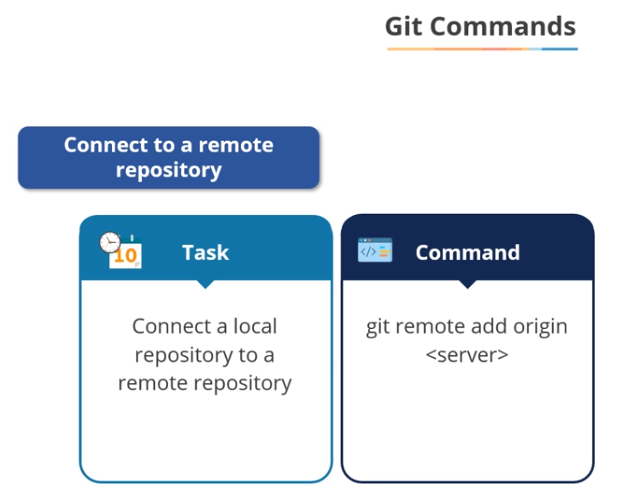 Git Commands
Connect to a remote
repository
10
Task
</>
Command
Connect a local
repository to a
remote repository
git remote add origin
<server>